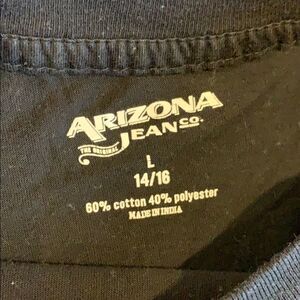 ARIZONA
JEAN CO.
THE ORIGINAL
L
14/16
60% cotton 40% polyester
MADE IN INDIA